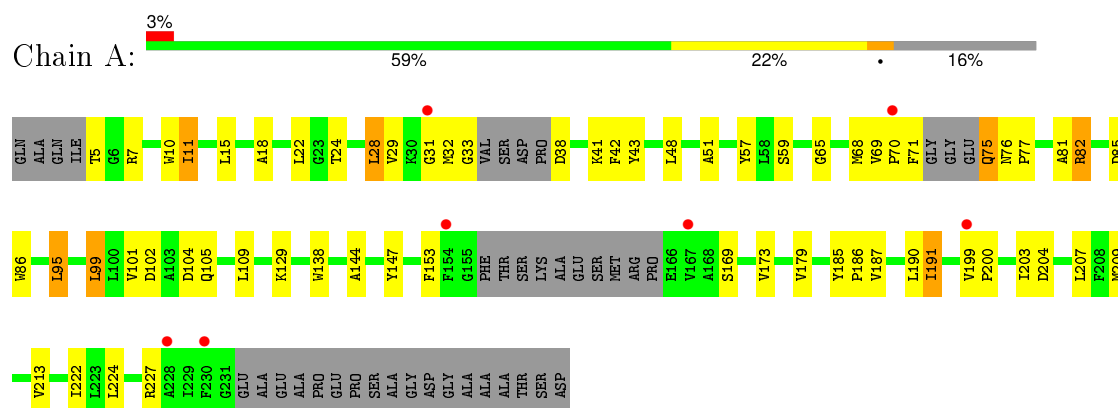 3%
Chain A:
59% 22% • 16%
GLN ALA GLN ILE T5 G6 R7 W10 I11 L15 A18 L22 G23 T24 L28 V29 K30 G31 M32 G33 VAL SER ASP PRO D38 K41 F42 Y43 L48 A51 Y57 L58 S59 G65 M68 V69 P70 F71 GLY GLY GLU Q75 N76 P77 A81 R82 D85
W86 L95 L99 L100 V101 D102 A103 D104 Q105 L109 K129 W138 A144 Y147 F153 F154 G155 PHE THR SER LYS ALA GLU SER MET ARG PRO E166 V167 A168 S169 V173 V179 Y185 P186 V187 L190 I191 V199 P200 I203 D204 L207 F208 M209
V213 I222 L223 L224 R227 A228 I229 F230 G231 GLU ALA GLU ALA PRO GLU PRO SER ALA GLY ASP GLY ALA ALA ALA THR SER ASP